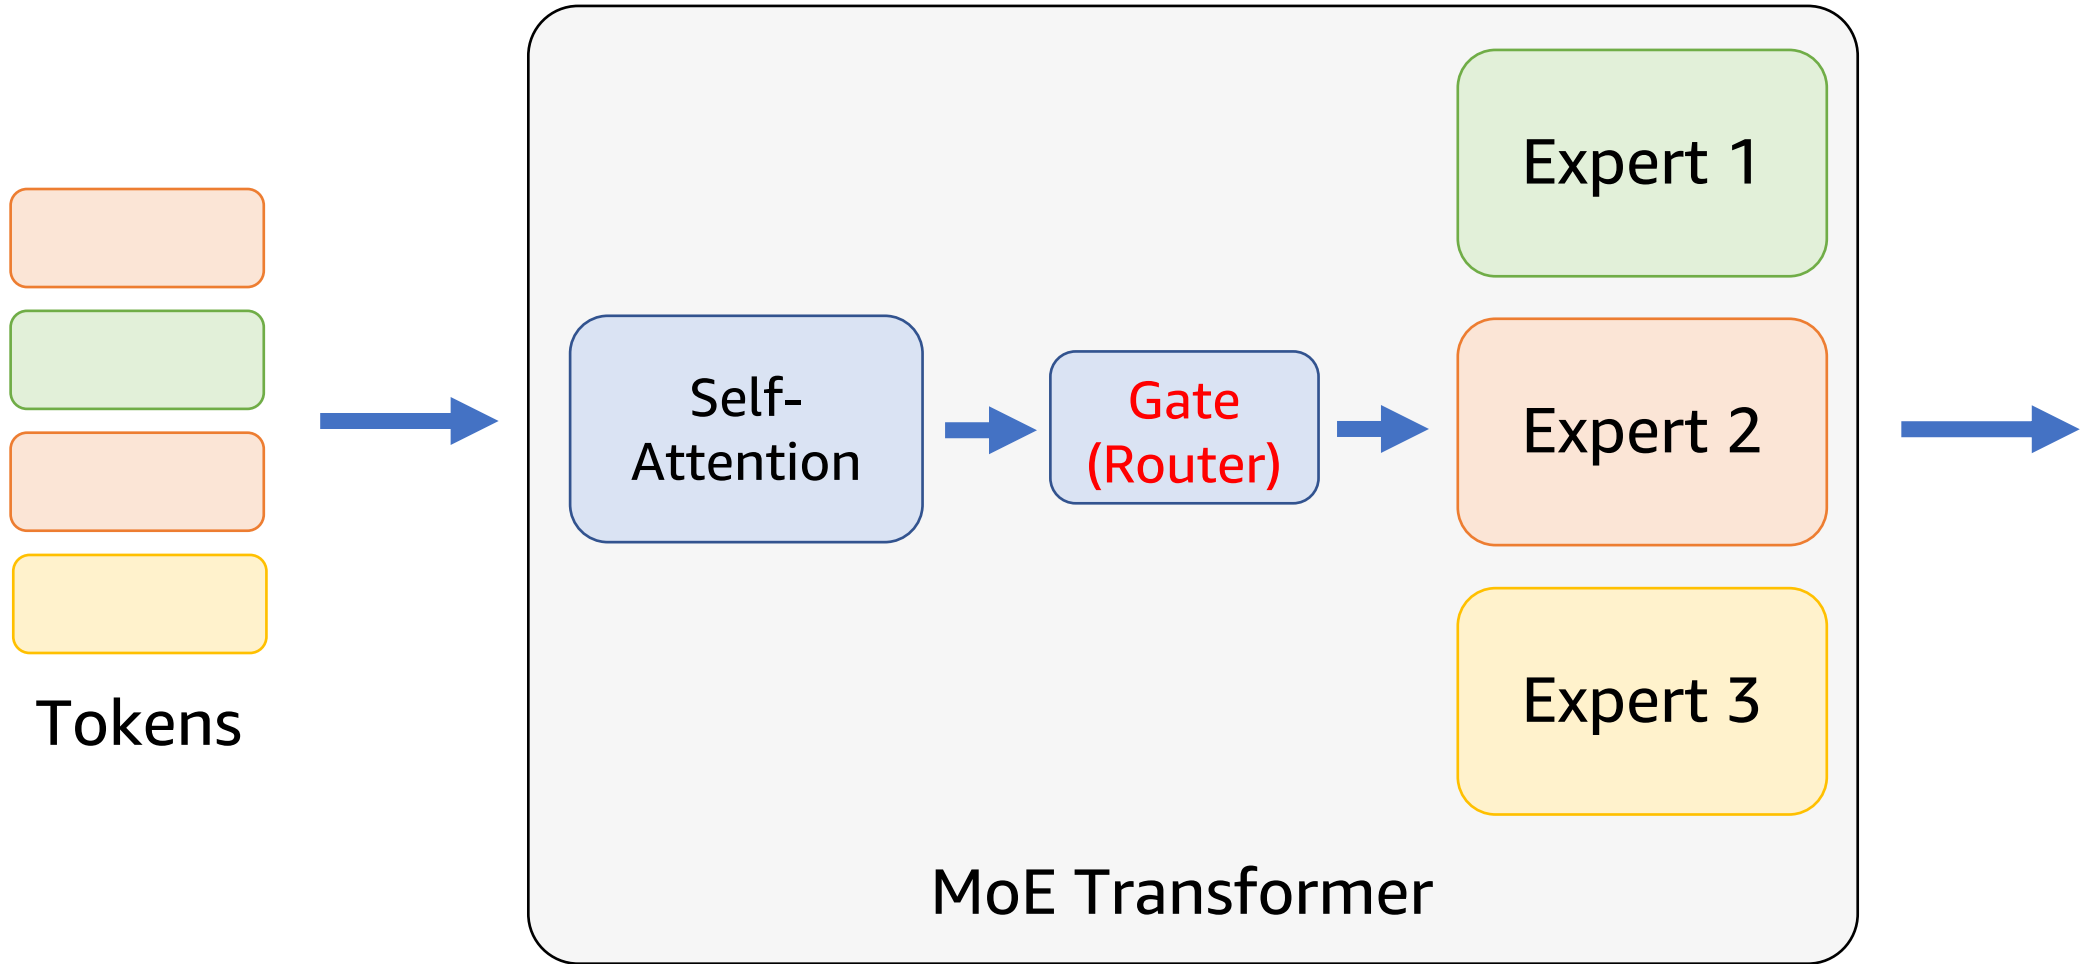 Tokens
Self-
Attention
Gate
(Router)
Expert 1
Expert 2
Expert 3
MoE Transformer